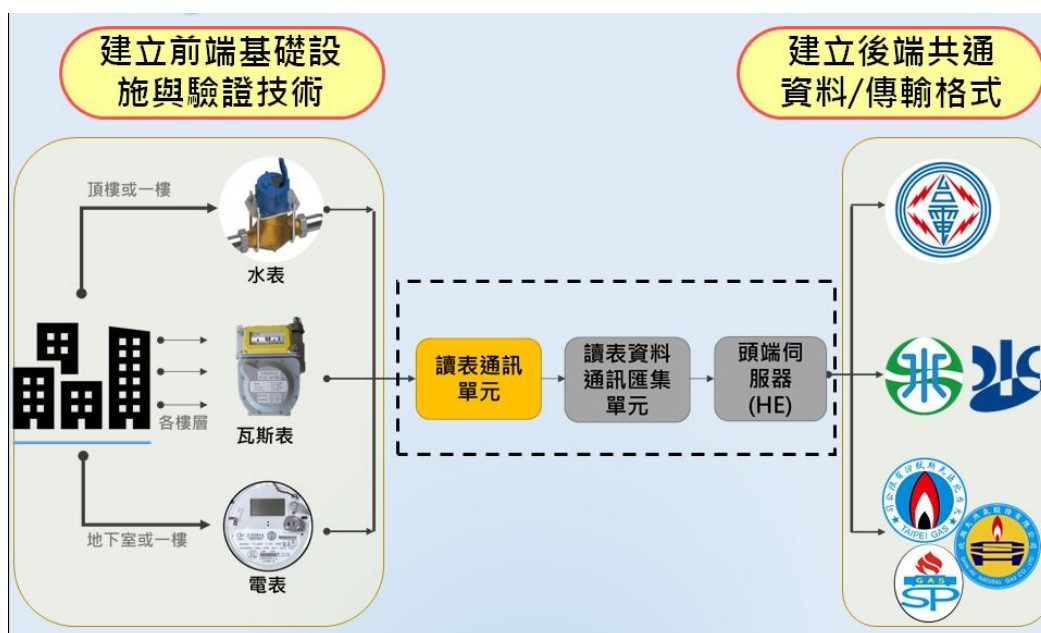 建立前端基礎設
施與驗證技術
建立後端共通
資料/傳輸格式
頂樓或一樓
水表
各樓層
瓦斯表
地下室或一樓
電表
讀表通訊
單元
讀表資料
通訊匯集
單元
頭端伺
服器
(HE)
台電
TAIPEI GAS
GAS
SP